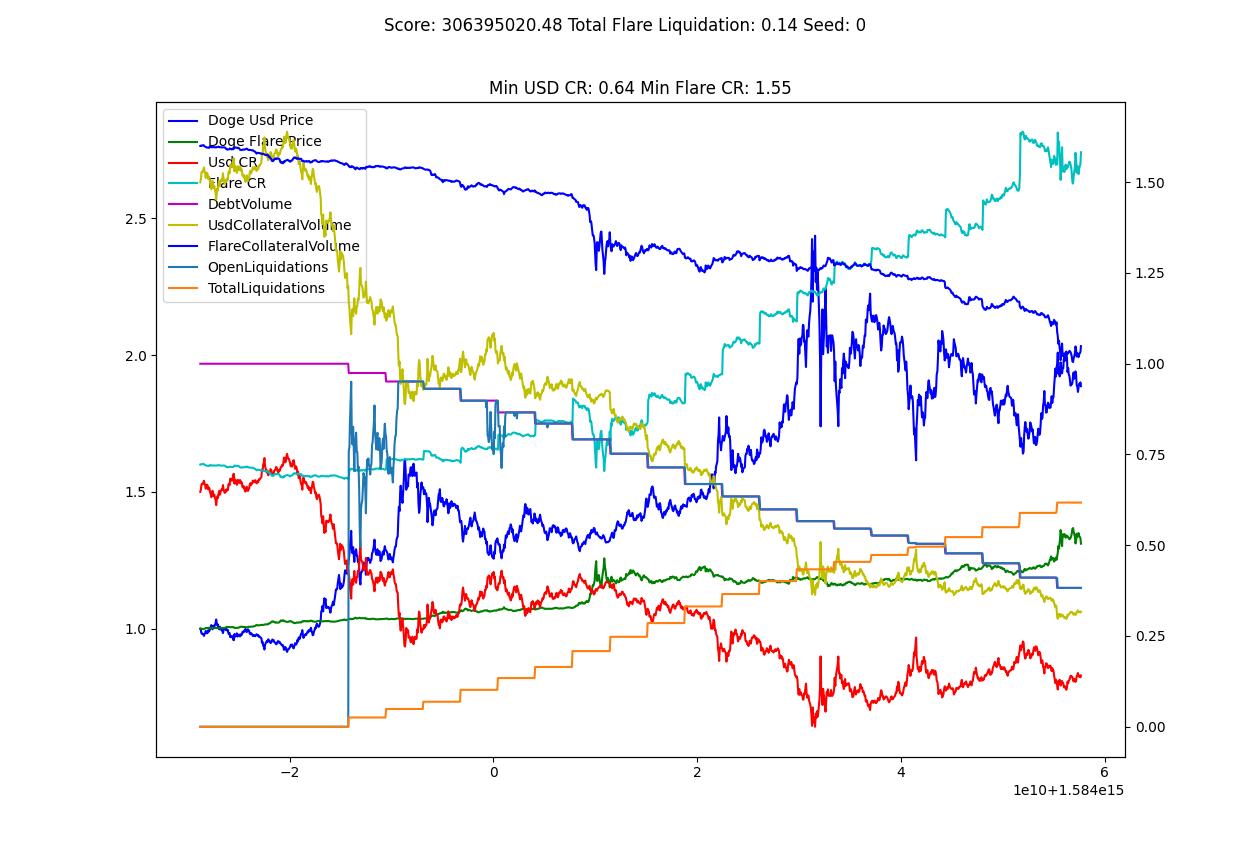 Score: 306395020.48 Total Flare Liquidation: 0.14 Seed: 0
Min USD CR: 0.64 Min Flare CR: 1.55
Doge Usd Price
Doge Flare Price
Usd CR
Flare CR
DebtVolume
UsdCollateralVolume
FlareCollateralVolume
OpenLiquidations
TotalLiquidations
2.5
2.0
1.5
1.0
1.50
1.25
1.00
0.75
0.50
0.25
0.00
−2 0 2 4 6
1e10+1.584e15